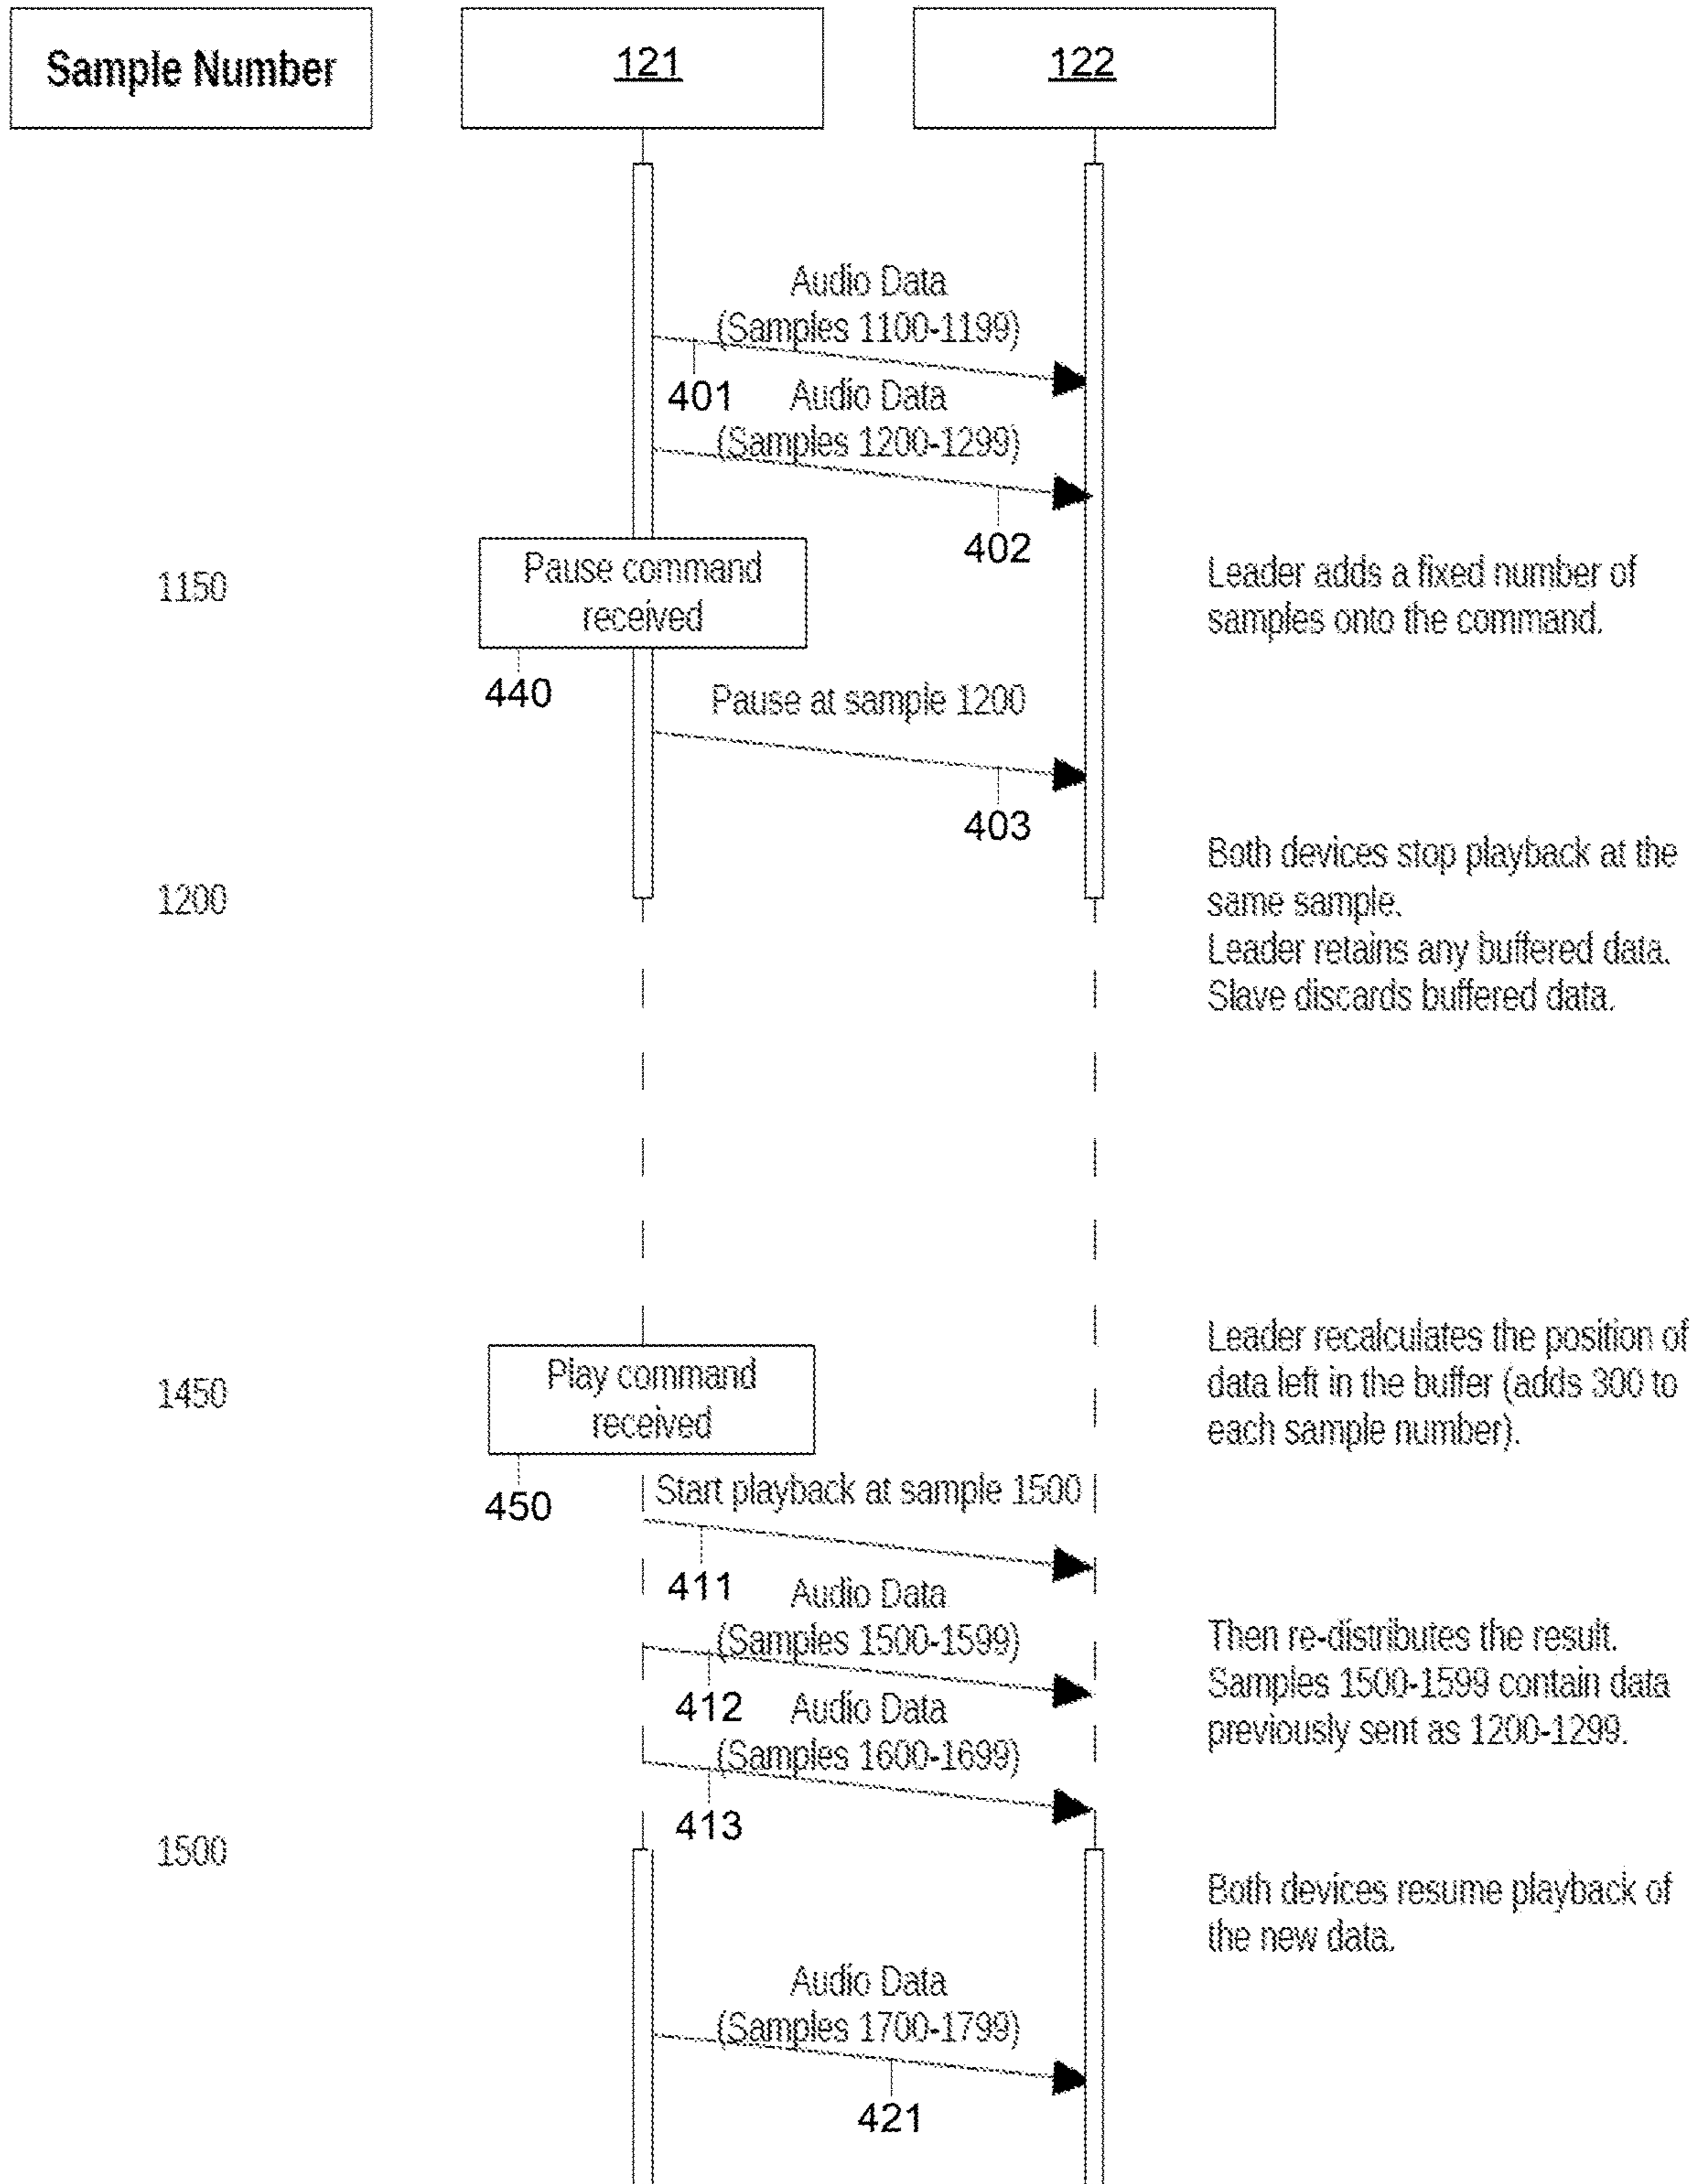 Sample Number
121
122
Audio Data
(Samples 1100-1199)
401
Audio Data
(Samples 1200-1299)
402
1150
Pause command
received
Leader adds a fixed number of
samples onto the command.
440
Pause at sample 1200
403
1200
Both devices stop playback at the
same sample.
Leader retains any buffered data.
Slave discards buffered data.
1450
Play command
received
Leader recalculates the position of
data left in the buffer (adds 300 to
each sample number).
450
Start playback at sample 1500
411
Audio Data
(Samples 1500-1599)
412
Then re-distributes the result.
Samples 1500-1599 contain data
previously sent as 1200-1299.
Audio Data
(Samples 1600-1699)
413
1500
Both devices resume playback of
the new data.
Audio Data
(Samples 1700-1799)
421